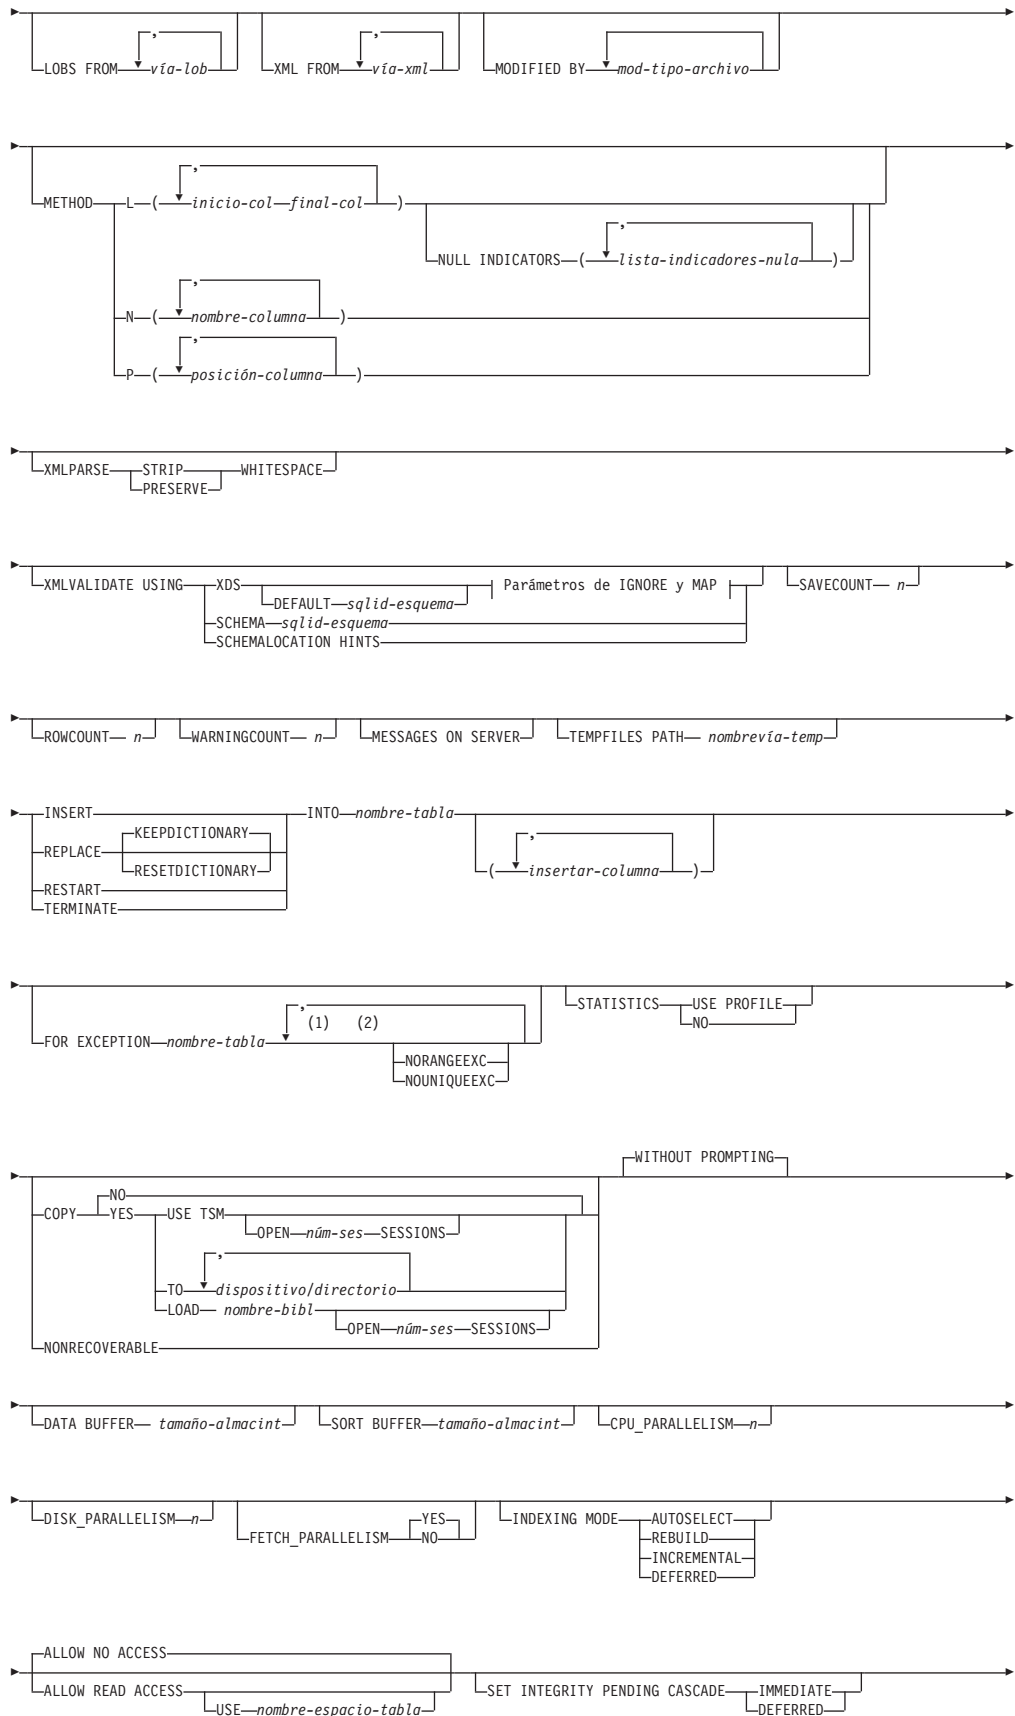 ,
LOBS FROM vía-lob
,
XML FROM vía-xml
MODIFIED BY mod-tipo-archivo
,
METHOD L ( inicio-col final-col )
,
NULL INDICATORS ( lista-indicadores-nula )
,
N ( nombre-columna )
,
P ( posición-columna )
XMLPARSE STRIP WHITESPACE
PRESERVE
XMLVALIDATE USING XDS Parámetros de IGNORE y MAP SAVECOUNT n
DEFAULT sqlid-esquema
SCHEMA sqlid-esquema
SCHEMALOCATION HINTS
ROWCOUNT n WARNINGCOUNT n MESSAGES ON SERVER TEMPFILES PATH nombrevía-temp
INSERT INTO nombre-tabla
KEEPDICTIONARY ,
REPLACE ( insertar-columna )
RESETDICTIONARY
RESTART
TERMINATE
,
(1) (2)
FOR EXCEPTION nombre-tabla
NORANGEEXC
NOUNIQUEEXC
STATISTICS USE PROFILE
NO
WITHOUT PROMPTING
NO
COPY YES USE TSM
OPEN núm-ses SESSIONS
,
TO dispositivo/directorio
LOAD nombre-bibl
OPEN núm-ses SESSIONS
NONRECOVERABLE
DATA BUFFER tamaño-almacint SORT BUFFER tamaño-almacint CPU_PARALLELISM n
DISK_PARALLELISM n
YES
FETCH_PARALLELISM NO
INDEXING MODE AUTOSELECT
REBUILD
INCREMENTAL
DEFERRED
ALLOW NO ACCESS
ALLOW READ ACCESS
USE nombre-espacio-tabla
SET INTEGRITY PENDING CASCADE IMMEDIATE
DEFERRED